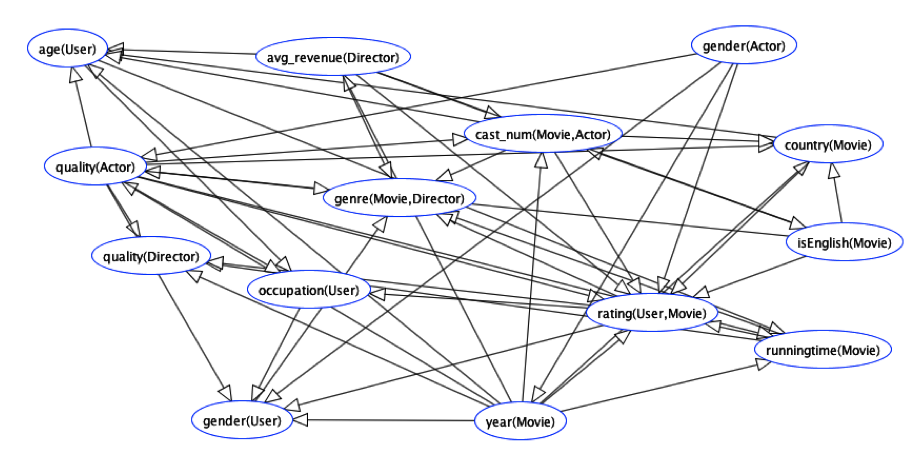 age(User)
avg_revenue(Director)
gender(Actor)
cast_num(Movie,Actor)
country(Movie)
quality(Actor)
genre(Movie,Director)
isEnglish(Movie)
quality(Director)
occupation(User)
rating(User,Movie)
runningtime(Movie)
gender(User)
year(Movie)